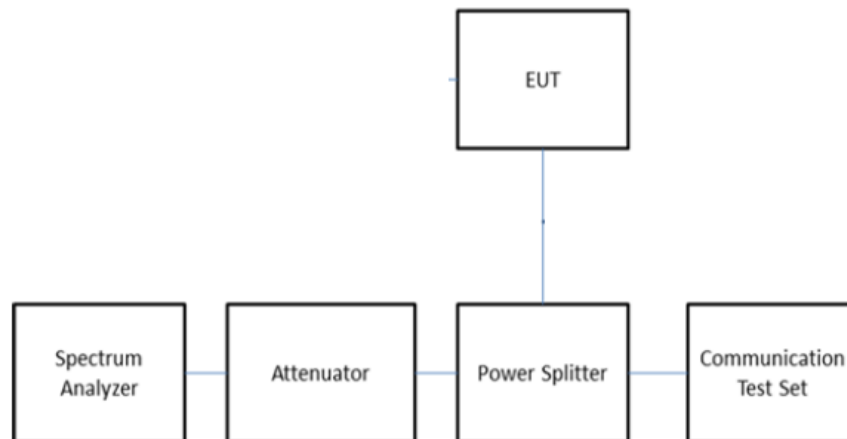 EUT
Spectrum
Analyzer
Attenuator
Power Splitter
Communication
Test Set